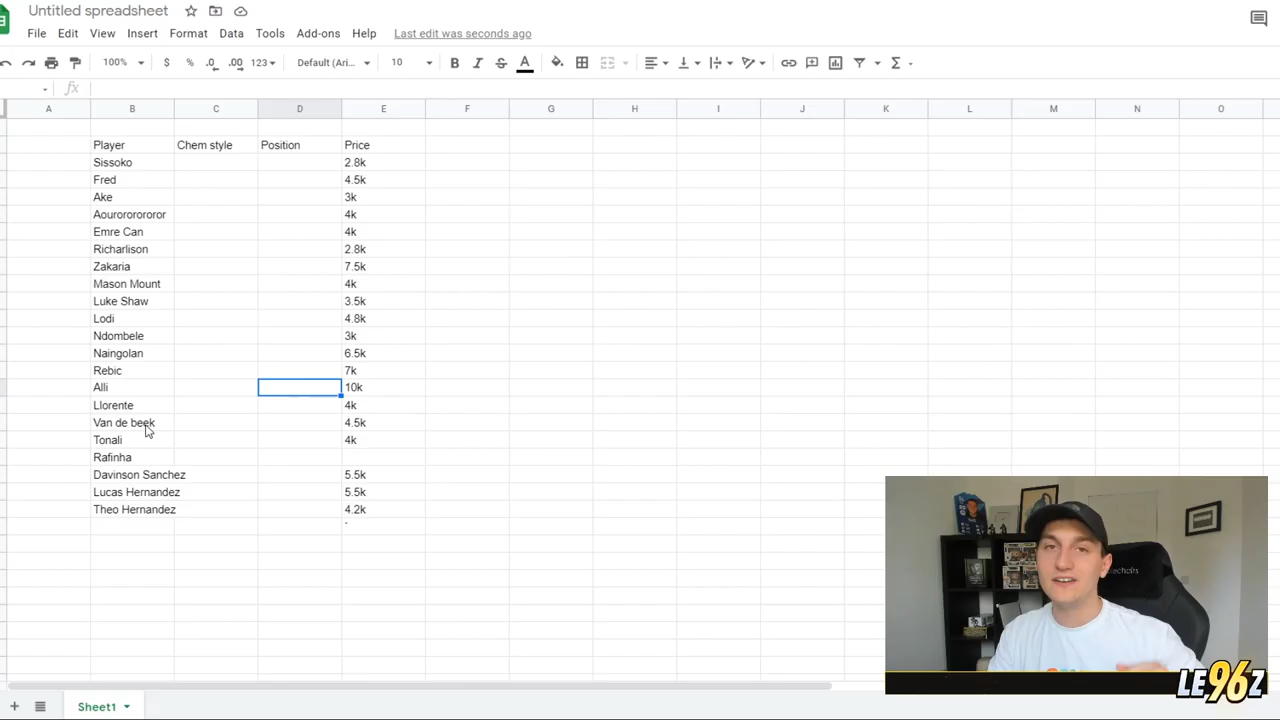 Untitled spreadsheet
File Edit View Insert Format Data Tools Add-ons Help Last edit was seconds ago
100% $ % .0 .00 123 Default (Ari... 10 B I S A Σ
fx
A B C D E F G H I J K L M N O
Player Chem style Position Price
Sissoko 2.8k
Fred 4.5k
Ake 3k
Aourorororoor 4k
Emre Can 4k
Richarlison 2.8k
Zakaria 7.5k
Mason Mount 4k
Luke Shaw 3.5k
Lodi 4.8k
Ndombele 3k
Naingolan 6.5k
Rebic 7k
Alli 10k
Llorente 4k
Van de beek 4.5k
Tonali 4k
Rafinha
Davinson Sanchez 5.5k
Lucas Hernandez 5.5k
Theo Hernandez 4.2k
LE96Z
Sheet1